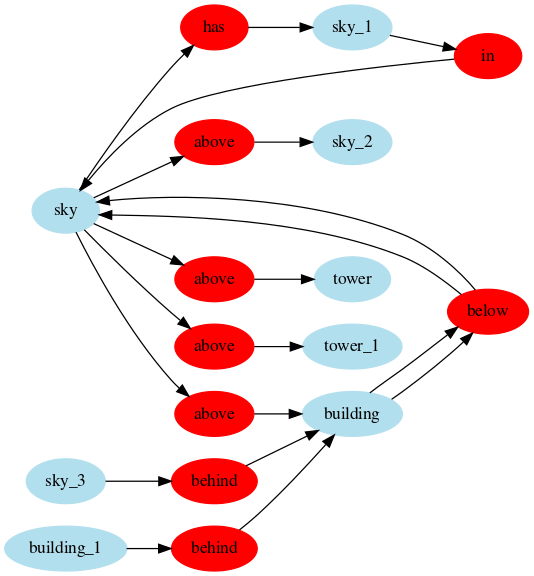 has
sky_1
in
above
sky_2
sky
above
tower
below
above
tower_1
above
building
sky_3
behind
building_1
behind